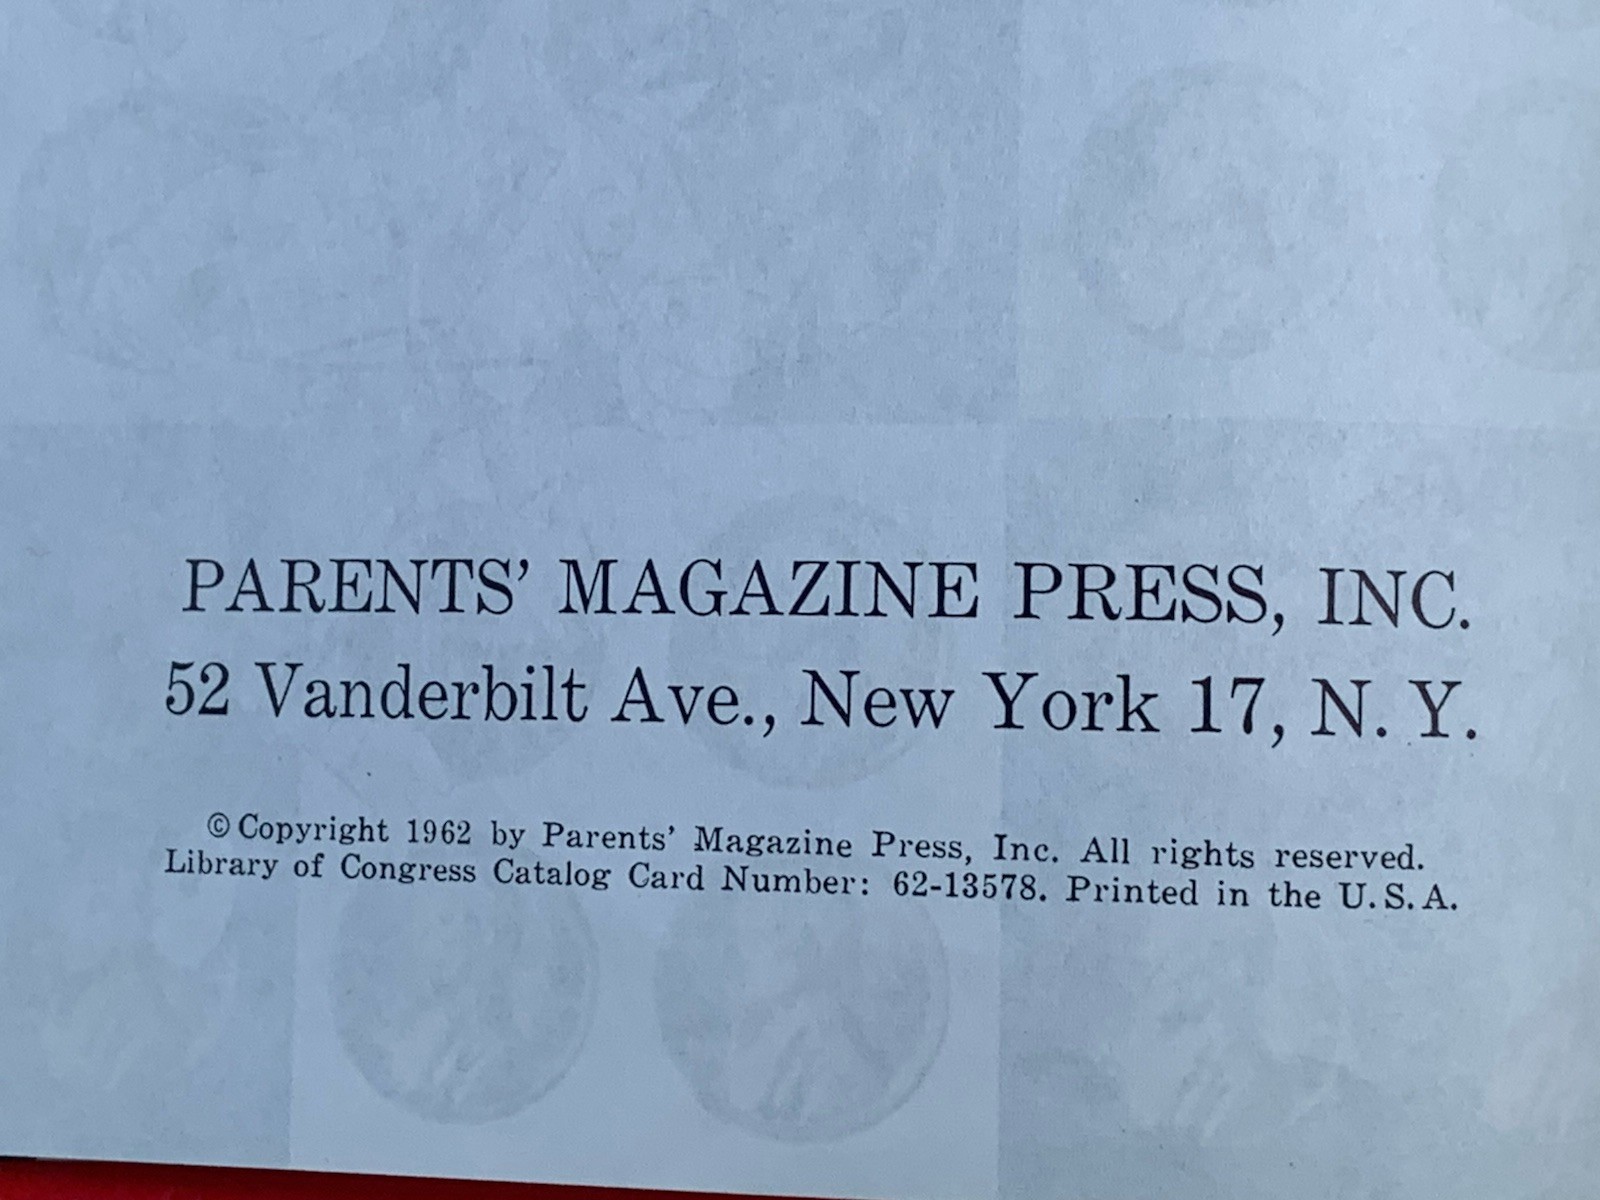 PARENTS’ MAGAZINE PRESS, INC.
52 Vanderbilt Ave., New York 17, N. Y.
© Copyright 1962 by Parents’ Magazine Press, Inc. All rights reserved.
Library of Congress Catalog Card Number: 62-13578. Printed in the U. S. A.